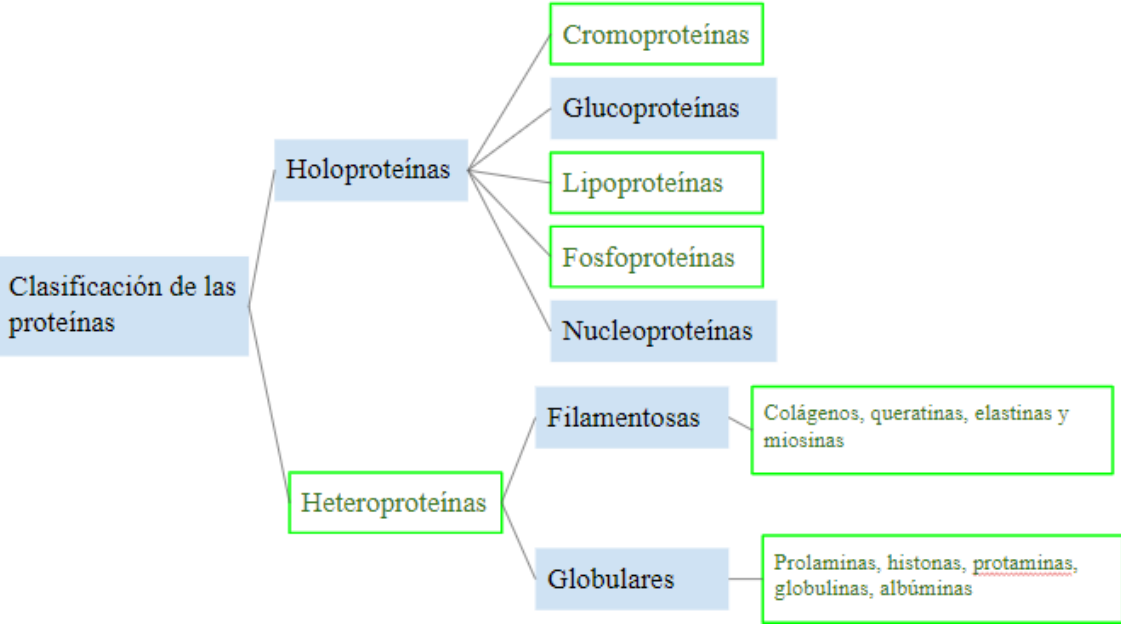 Cromoproteínas
Glucoproteínas
Holoproteínas
Lipoproteínas
Fosfoproteínas
Clasificación de las
proteínas
Nucleoproteínas
Filamentosas
Colágenos, queratinas, elastinas y
miosinas
Heteroproteínas
Globulares
Prolaminas, histonas, protaminas,
globulinas, albúminas